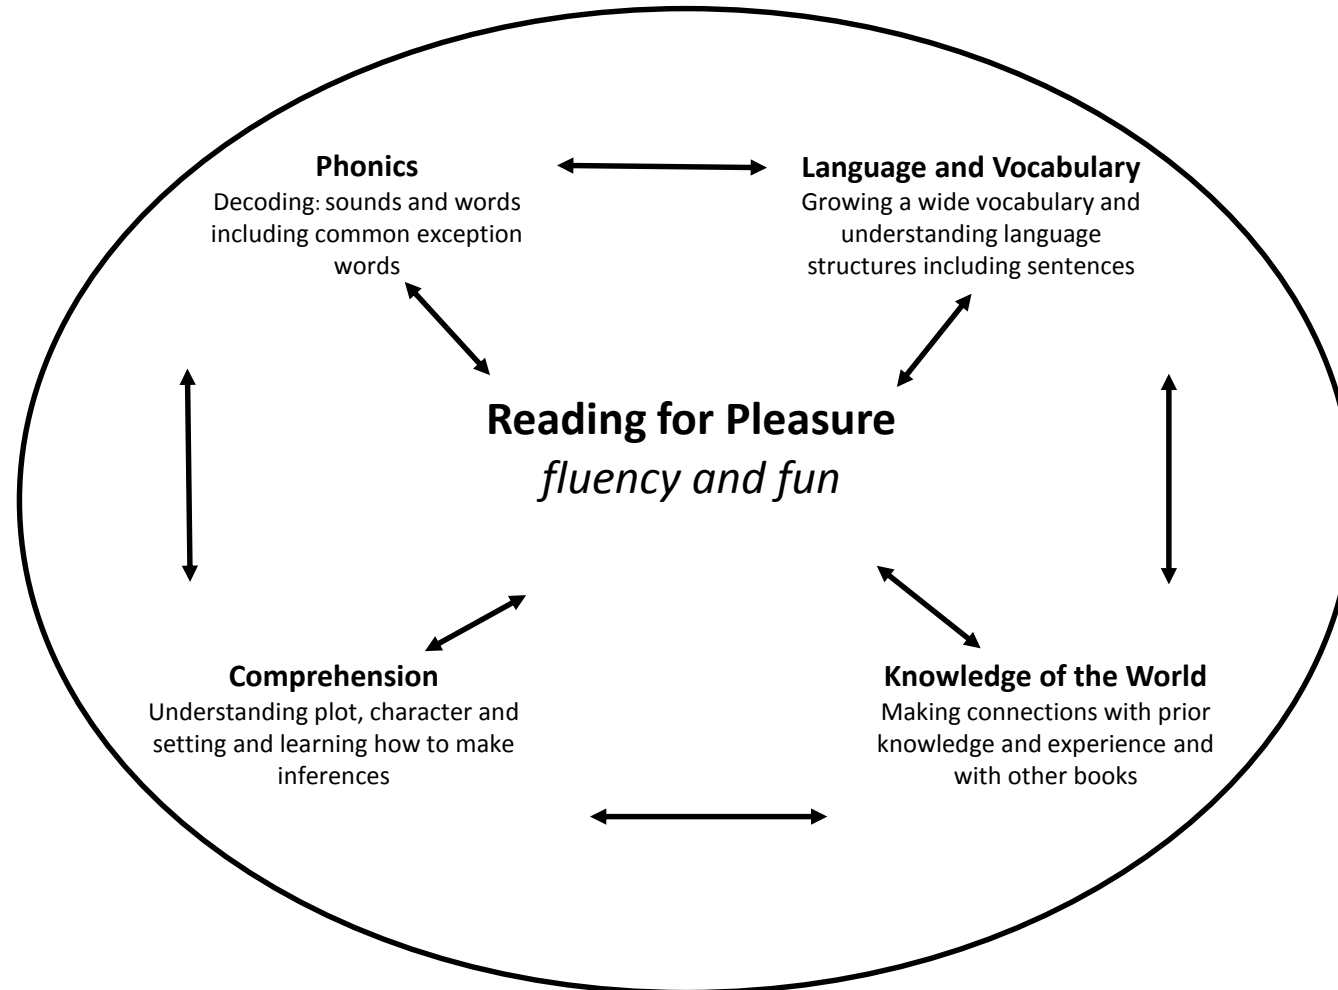 Phonics
Decoding: sounds and words
including common exception
words
Language and Vocabulary
Growing a wide vocabulary and
understanding language
structures including sentences
Reading for Pleasure
fluency and fun
Comprehension
Understanding plot, character and
setting and learning how to make
inferences
Knowledge of the World
Making connections with prior
knowledge and experience and
with other books